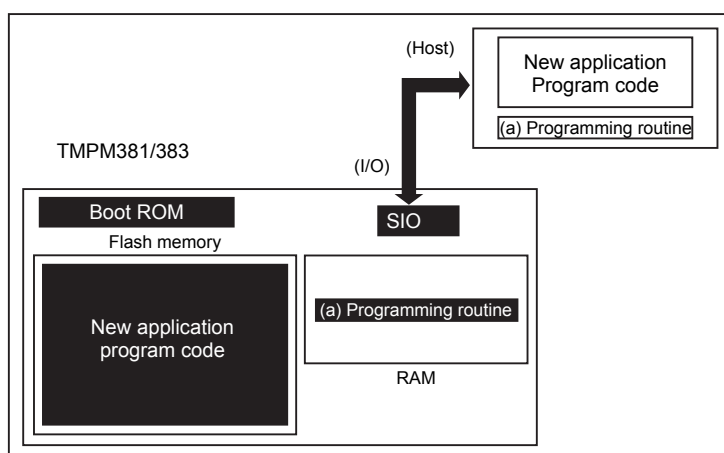 (Host)
New application
Program code
(a) Programming routine
TMPM381/383
(I/O)
Boot ROM
SIO
Flash memory
New application
program code
(a) Programming routine
RAM